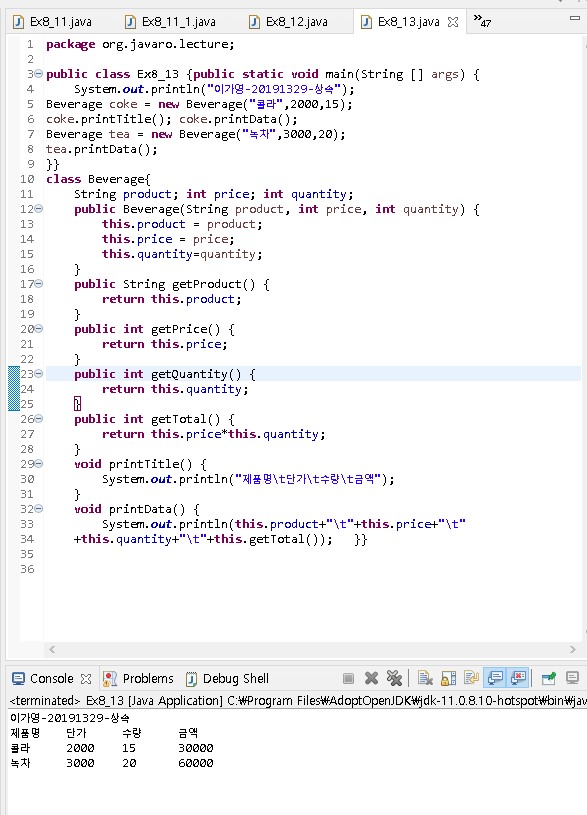 Ex8_11.java Ex8_11_1.java Ex8_12.java Ex8_13.java »47
1 package org.javaro.lecture;
2
3 public class Ex8_13 {public static void main(String [] args) {
4 System.out.println("이가영-20191329-상속");
5 Beverage coke = new Beverage("콜라",2000,15);
6 coke.printTitle(); coke.printData();
7 Beverage tea = new Beverage("녹차",3000,20);
8 tea.printData();
9 }}
10 class Beverage{
11 String product; int price; int quantity;
12 public Beverage(String product, int price, int quantity) {
13 this.product = product;
14 this.price = price;
15 this.quantity=quantity;
16 }
17 public String getProduct() {
18 return this.product;
19 }
20 public int getPrice() {
21 return this.price;
22 }
23 public int getQuantity() {
24 return this.quantity;
25 }
26 public int getTotal() {
27 return this.price*this.quantity;
28 }
29 void printTitle() {
30 System.out.println("제품명\t단가\t수량\t금액");
31 }
32 void printData() {
33 System.out.println(this.product+"\t"+this.price+"\t"
34 +this.quantity+"\t"+this.getTotal()); }}
35
36
Console Problems Debug Shell
<terminated> Ex8_13 [Java Application] C:₩Program Files₩AdoptOpenJDK₩jdk-11.0.8.10-hotspot₩bin₩jav
이가영-20191329-상속
제품명 단가 수량 금액
콜라 2000 15 30000
녹차 3000 20 60000